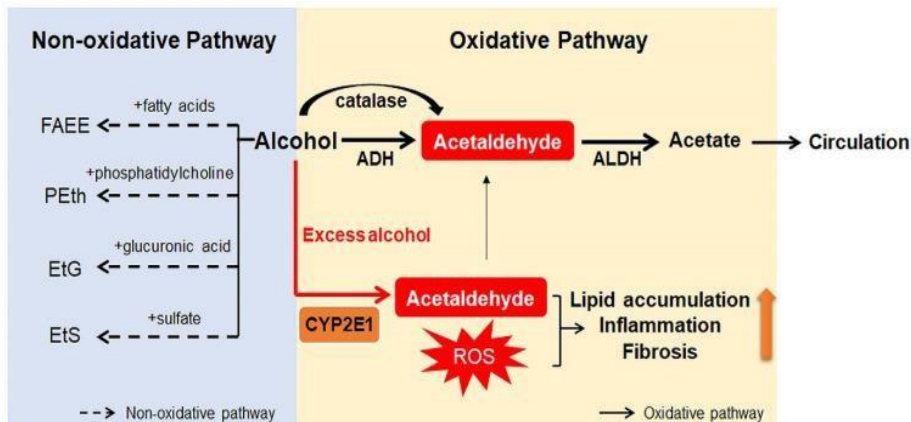 Non-oxidative Pathway
Oxidative Pathway
+fatty acids
FAEE
+phosphatidylcholine
PEth
+glucuronic acid
EtG
+sulfate
EtS
Alcohol
catalase
ADH
Acetaldehyde
ALDH
Acetate
Circulation
Excess alcohol
CYP2E1
Acetaldehyde
ROS
Lipid accumulation
Inflammation
Fibrosis
Non-oxidative pathway
Oxidative pathway